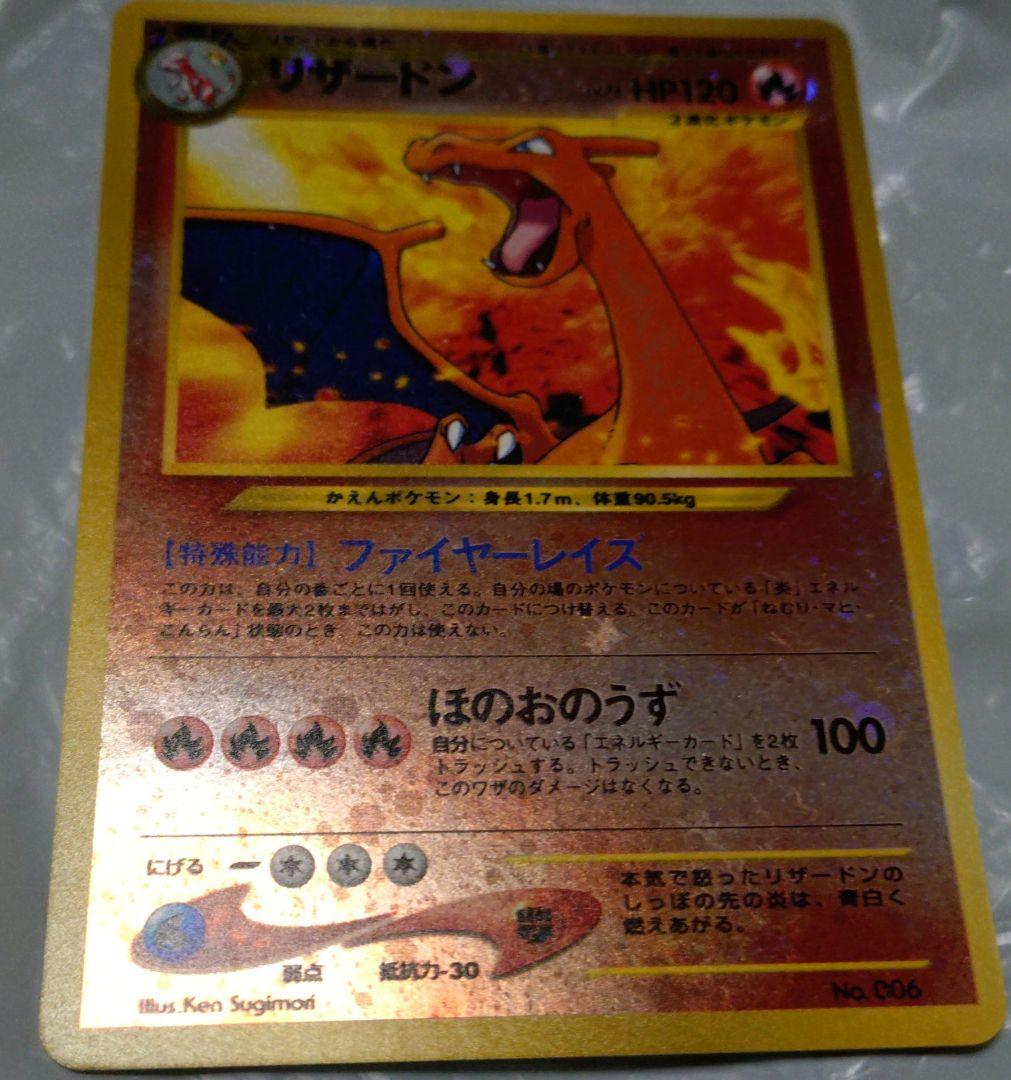 リザードから進化
リザードン
HP120
2進化ポケモン
かえんポケモン：身長1.7m、体重90.5kg
【特殊能力】 ファイヤーレイス
この力は、自分の番ごとに1回使える。自分の場のポケモンについている「炎」エネル
ギーカードを最大2枚まではがし、このカードにつけ替える。このカードが「ねむり・マヒ・
こんらん」状態のとき、この力は使えない。
ほのおのうず
100
自分についている「エネルギーカード」を2枚
トラッシュする。トラッシュできないとき、
このワザのダメージはなくなる。
にげる
弱点
抵抗力-30
本気で怒ったリザードンの
しっぽの先の炎は、青白く
燃えあがる。
Illus.Ken Sugimori
No.006